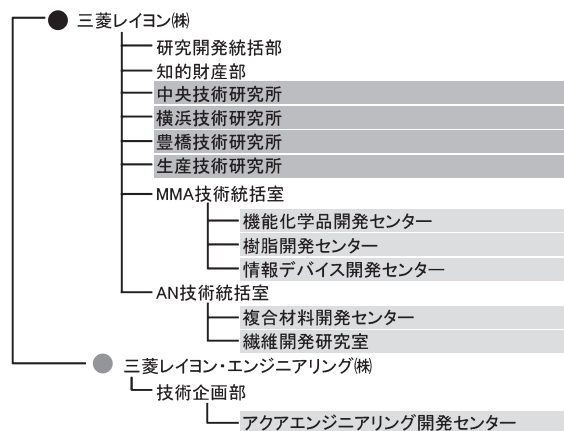 三菱レイヨン㈱
研究開発統括部
知的財産部
中央技術研究所
横浜技術研究所
豊橋技術研究所
生産技術研究所
MMA技術統括室
機能化学品開発センター
樹脂開発センター
情報デバイス開発センター
AN技術統括室
複合材料開発センター
繊維開発研究室
三菱レイヨン・エンジニアリング㈱
技術企画部
アクアエンジニアリング開発センター